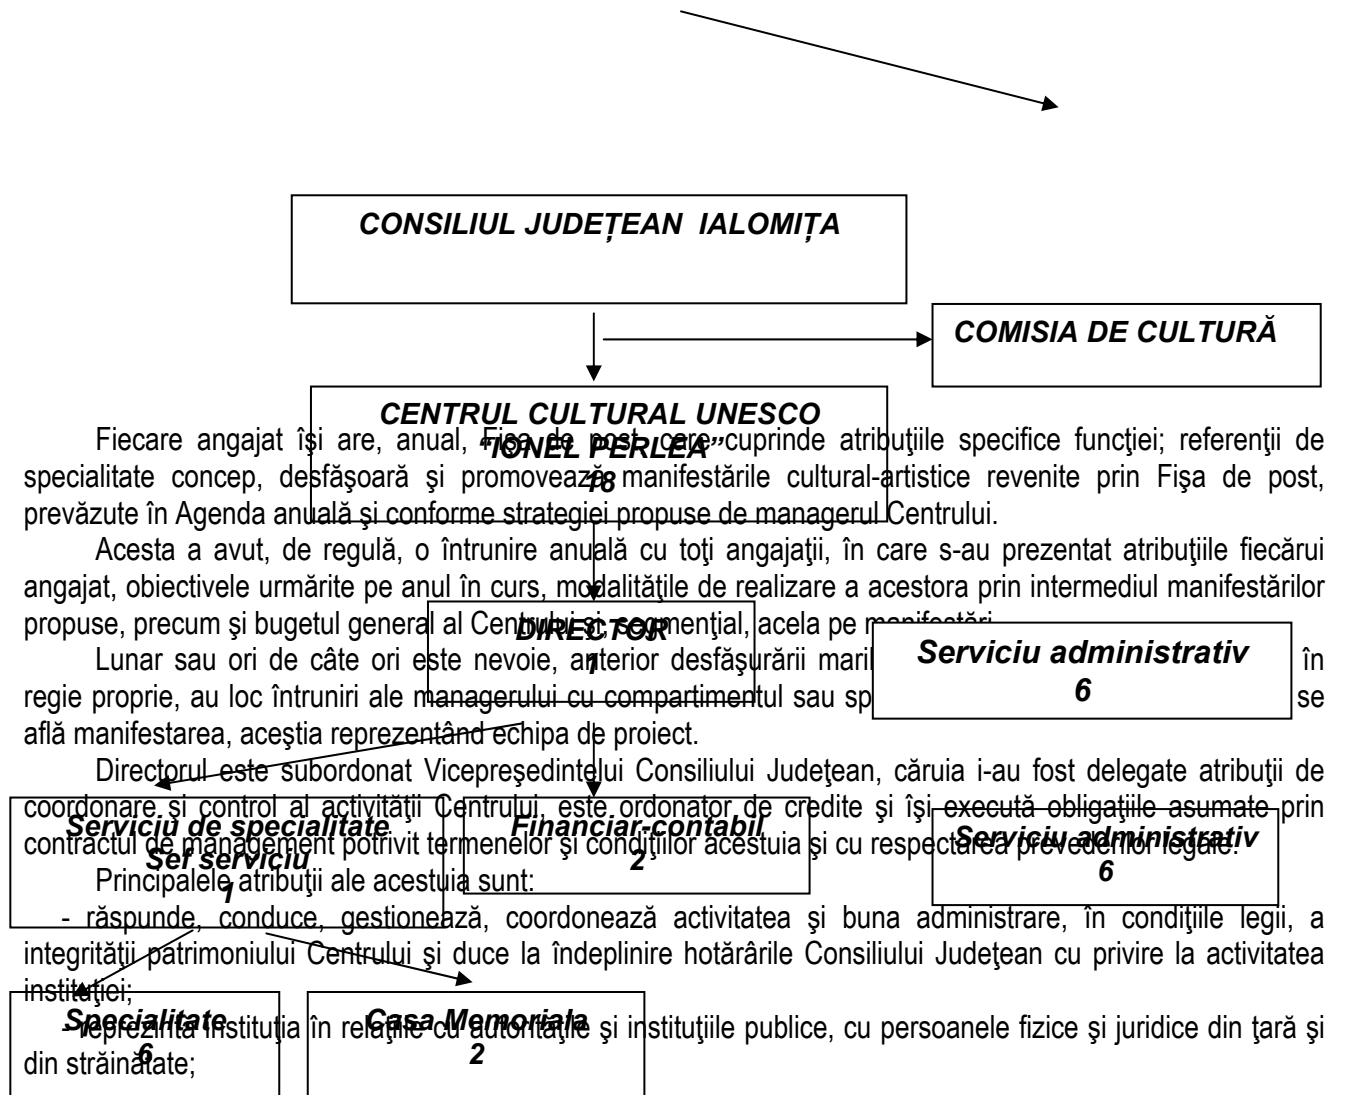 CONSILIUL JUDEȚEAN IALOMIȚA
COMISIA DE CULTURĂ
CENTRUL CULTURAL UNESCO
“IONEL PERLEA”
18
Fiecare angajat îşi are, anual, Fişa de post, care cuprinde atribuţiile specifice funcţiei; referenţii de
specialitate concep, desfăşoară şi promovează manifestările cultural-artistice revenite prin Fişa de post,
prevăzute în Agenda anuală şi conforme strategiei propuse de managerul Centrului.
Acesta a avut, de regulă, o întrunire anuală cu toţi angajaţii, în care s-au prezentat atribuţiile fiecărui
angajat, obiectivele urmărite pe anul în curs, modalităţile de realizare a acestora prin intermediul manifestărilor
propuse, precum şi bugetul general al Centrului şi, segmenţial, acela pe manifestări.
DIRECTOR
1
Serviciu administrativ
6
Lunar sau ori de câte ori este nevoie, anterior desfăşurării în
regie proprie, au loc întruniri ale managerului cu compartimentul sau se
află manifestarea, aceştia reprezentând echipa de proiect.
Directorul este subordonat Vicepreşedintelui Consiliului Judeţean, căruia i-au fost delegate atribuţii de
coordonare şi control al activităţii Centrului, este ordonator de credite şi îşi execută obligaţiile asumate prin
contractul de management potrivit termenelor şi condiţiilor acestuia şi cu respectarea prevederilor legale.
Serviciu de specialitate
Sef serviciu
1
Financiar-contabil
2
Serviciu administrativ
6
Principalele atribuţii ale acestuia sunt:
- răspunde, conduce, gestionează, coordonează activitatea şi buna administrare, în condiţiile legii, a
integrităţii patrimoniului Centrului şi duce la îndeplinire hotărârile Consiliului Judeţean cu privire la activitatea
instituţiei;
- reprezintă instituţia în relaţiile cu autorităţile şi instituţiile publice, cu persoanele fizice şi juridice din ţară şi
din străinătate;
Specialitate
6
Casa Memoriala
2